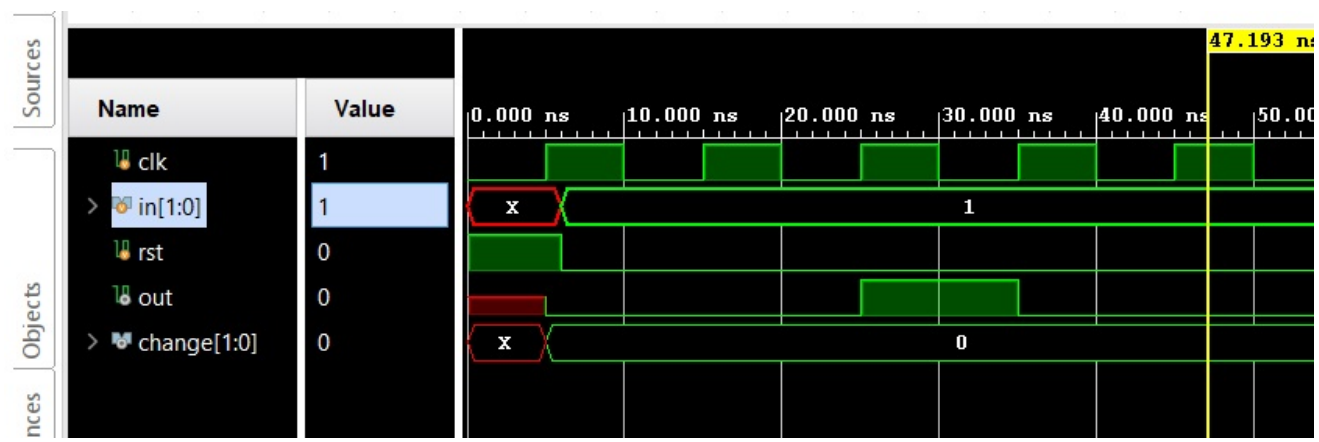 Sources
Objects
nces
47.193 ns
Name Value
0.000 ns 10.000 ns 20.000 ns 30.000 ns 40.000 ns 50.00
clk 1
in[1:0] 1 X 1
rst 0
out 0
change[1:0] 0 X 0